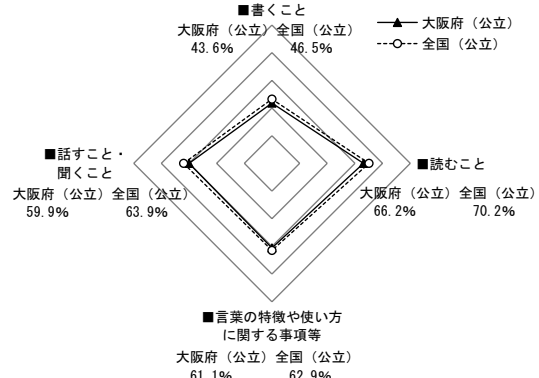 ■書くこと
大阪府（公立） 全国（公立）
43.6% 46.5%
大阪府（公立）
全国（公立）
■話すこと・
聞くこと
大阪府（公立） 全国（公立）
59.9% 63.9%
■読むこと
大阪府（公立） 全国（公立）
66.2% 70.2%
■言葉の特徴や使い方
に関する事項等
大阪府（公立） 全国（公立）
61.1% 62.9%